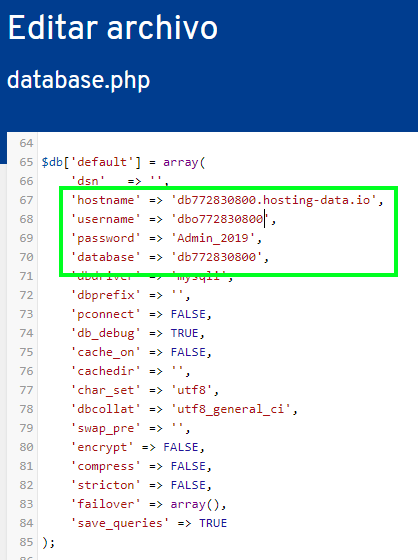 Editar archivo
database.php
64
65 $db['default'] = array(
66 'dsn' => '',
67 'hostname' => 'db772830800.hosting-data.io',
68 'username' => 'dbo772830800',
69 'password' => 'Admin_2019',
70 'database' => 'db772830800',
71 'dbdriver' => 'mysqli',
72 'dbprefix' => '',
73 'pconnect' => FALSE,
74 'db_debug' => TRUE,
75 'cache_on' => FALSE,
76 'cachedir' => '',
77 'char_set' => 'utf8',
78 'dbcollat' => 'utf8_general_ci',
79 'swap_pre' => '',
80 'encrypt' => FALSE,
81 'compress' => FALSE,
82 'stricton' => FALSE,
83 'failover' => array(),
84 'save_queries' => TRUE
85 );
86